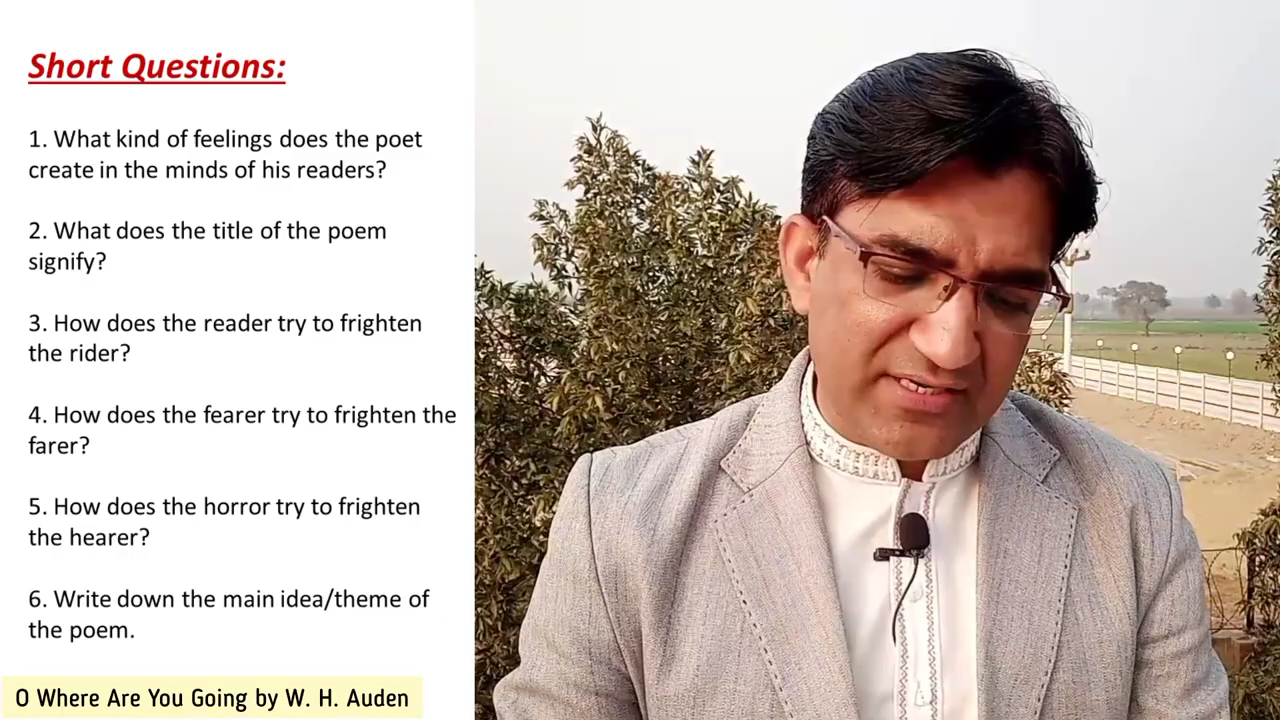 Short Questions:
1. What kind of feelings does the poet
create in the minds of his readers?
2. What does the title of the poem
signify?
3. How does the reader try to frighten
the rider?
4. How does the fearer try to frighten the
farer?
5. How does the horror try to frighten
the hearer?
6. Write down the main idea/theme of
the poem.
O Where Are You Going by W. H. Auden